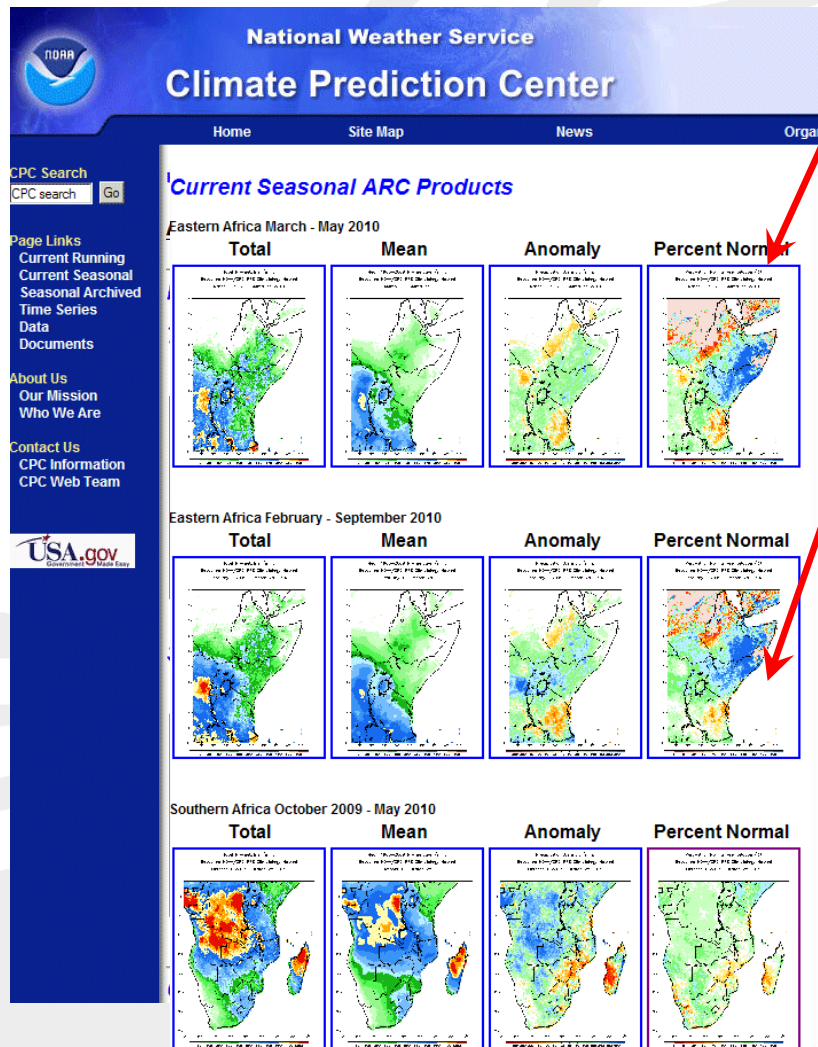 NOAA
National Weather Service
Climate Prediction Center
Home Site Map News Orga
CPC Search
CPC search Go
Page Links
Current Running
Current Seasonal
Seasonal Archived
Time Series
Data
Documents
About Us
Our Mission
Who We Are
Contact Us
CPC Information
CPC Web Team
USA.gov
Government Made Easy
Current Seasonal ARC Products
Eastern Africa March - May 2010
Total Mean Anomaly Percent Normal
Eastern Africa February - September 2010
Total Mean Anomaly Percent Normal
Southern Africa October 2009 - May 2010
Total Mean Anomaly Percent Normal